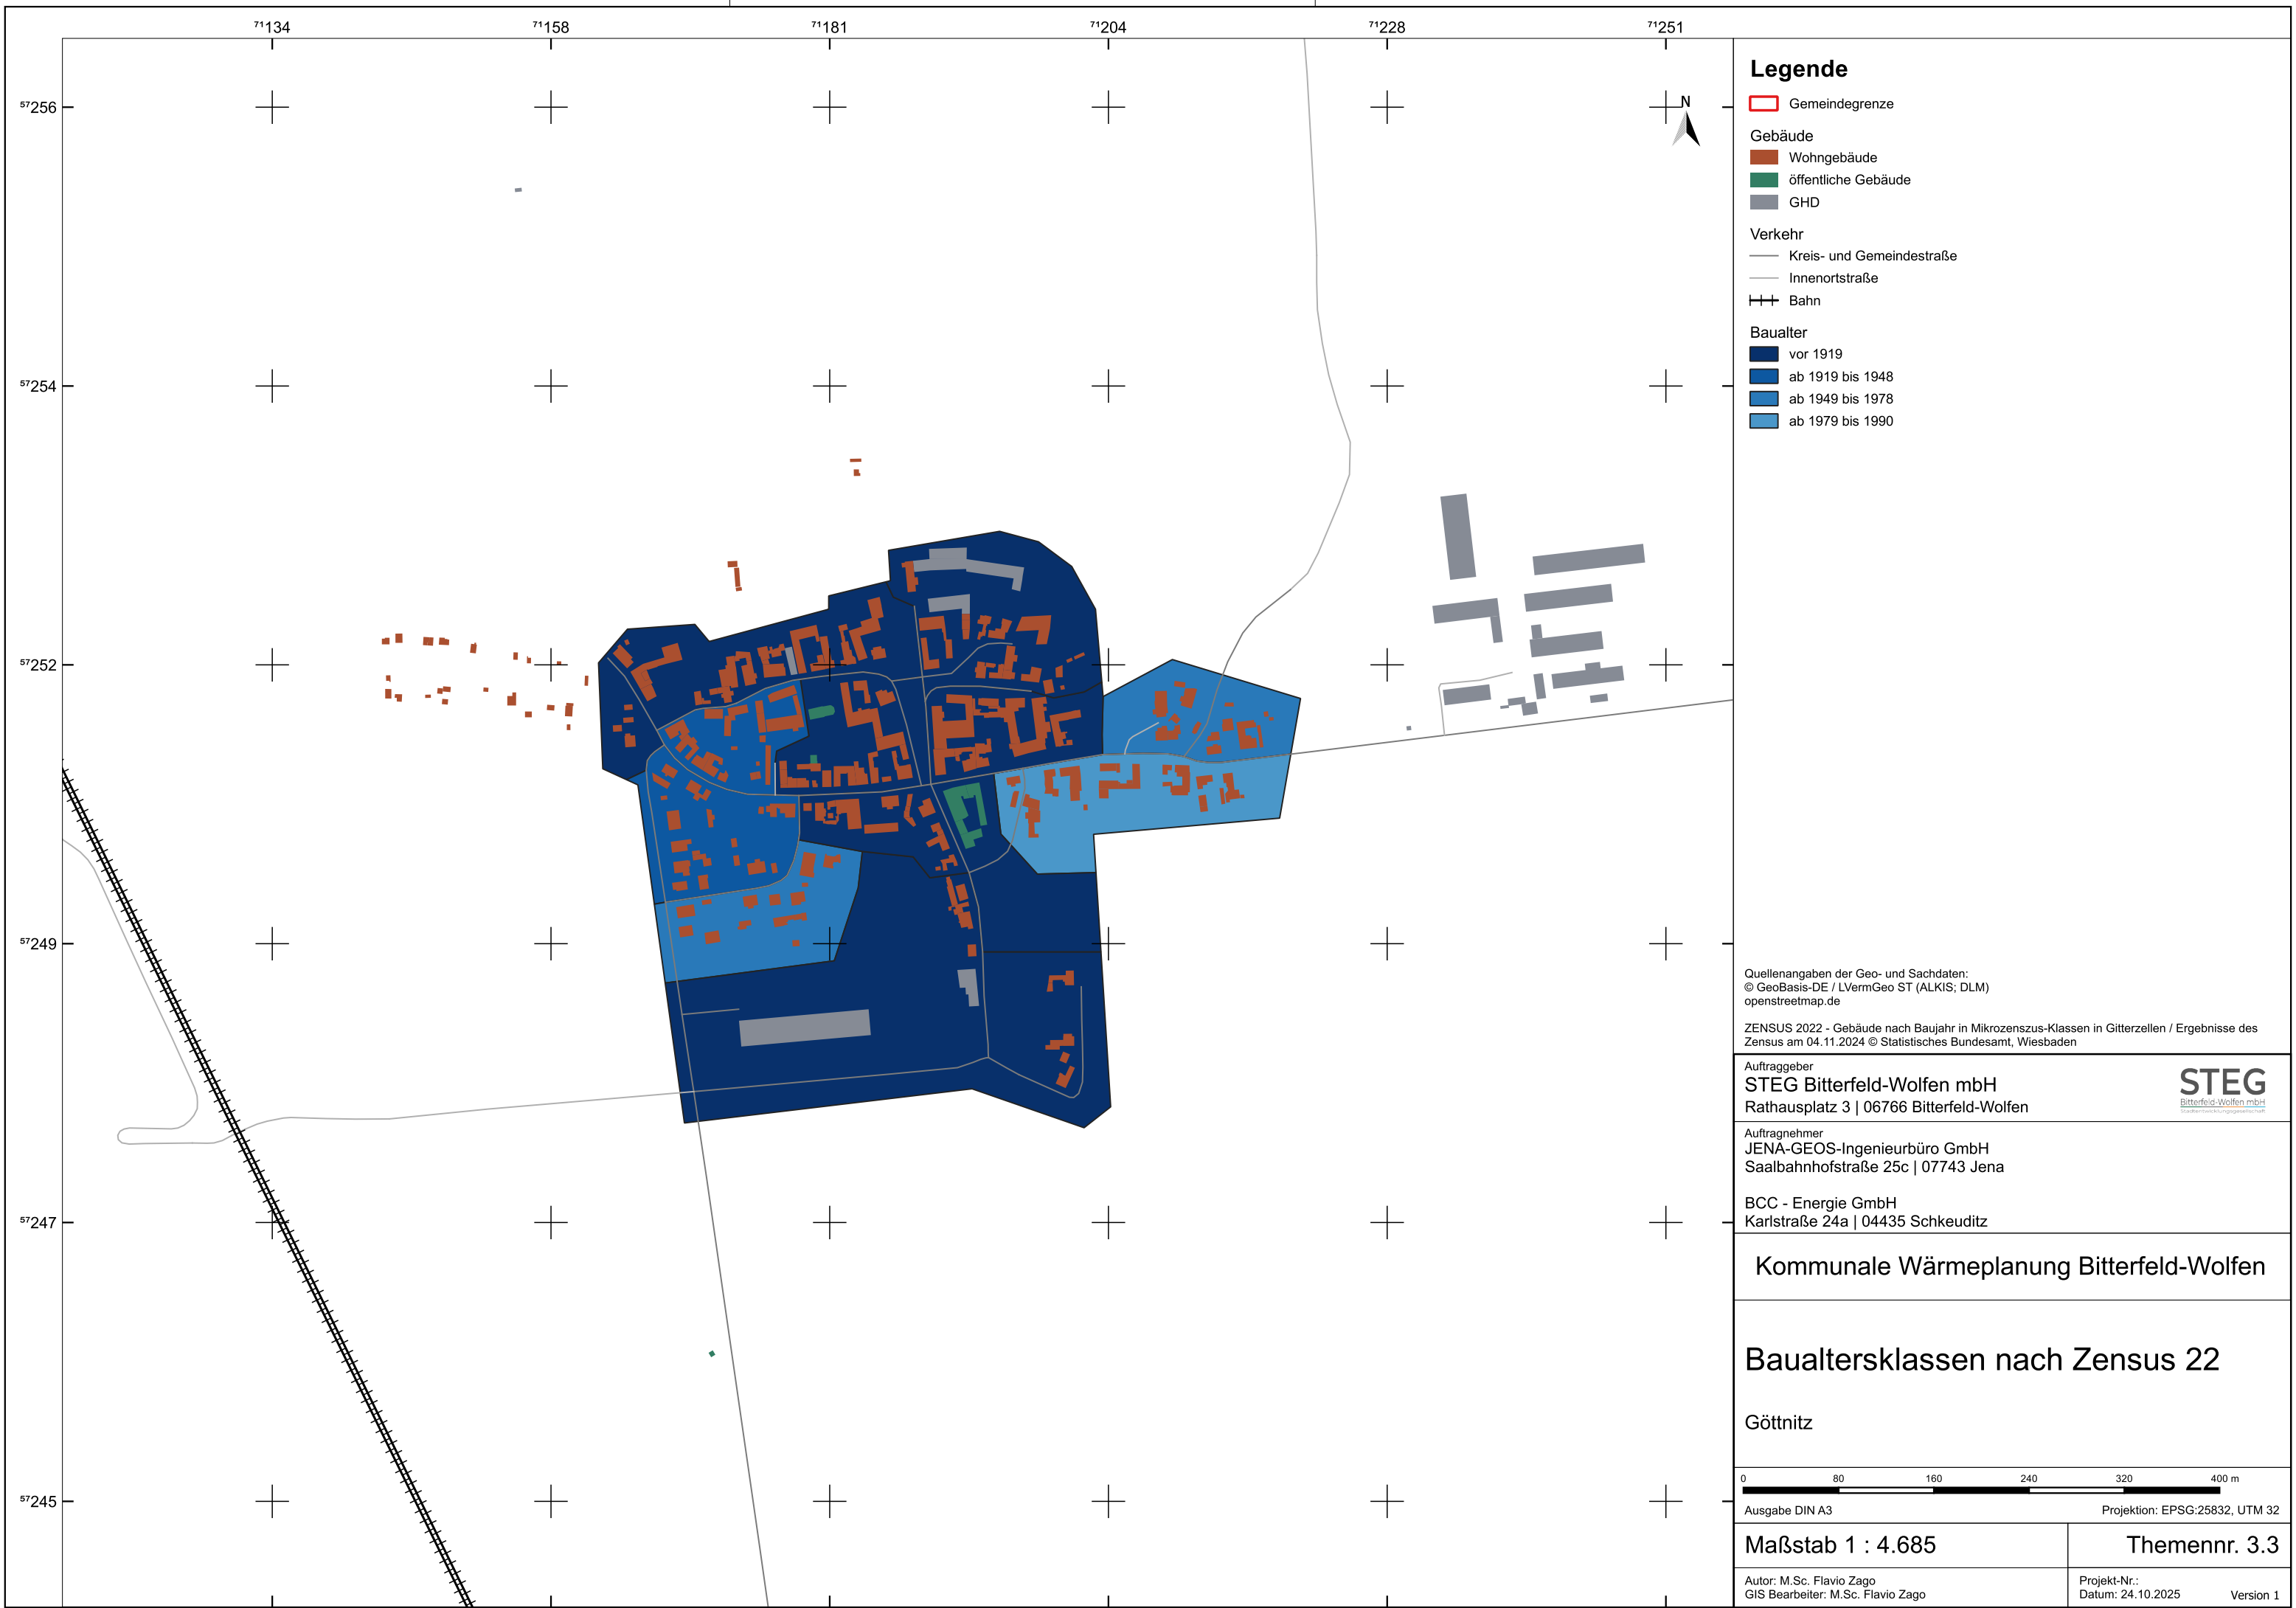 71134 71158 71181 71204 71228 71251
57256
57254
57252
57249
57247
57245
N
Legende
Gemeindegrenze
Gebäude
Wohngebäude
öffentliche Gebäude
GHD
Verkehr
Kreis- und Gemeindestraße
Innenortstraße
Bahn
Baualter
vor 1919
ab 1919 bis 1948
ab 1949 bis 1978
ab 1979 bis 1990
Quellenangaben der Geo- und Sachdaten:
© GeoBasis-DE / LVermGeo ST (ALKIS; DLM)
openstreetmap.de
ZENSUS 2022 - Gebäude nach Baujahr in Mikrozenszus-Klassen in Gitterzellen / Ergebnisse des
Zensus am 04.11.2024 © Statistisches Bundesamt, Wiesbaden
Auftraggeber
STEG Bitterfeld-Wolfen mbH
Rathausplatz 3 | 06766 Bitterfeld-Wolfen
STEG
Bitterfeld-Wolfen mbH
Stadtentwicklungsgesellschaft
Auftragnehmer
JENA-GEOS-Ingenieurbüro GmbH
Saalbahnhofstraße 25c | 07743 Jena
BCC - Energie GmbH
Karlstraße 24a | 04435 Schkeuditz
Kommunale Wärmeplanung Bitterfeld-Wolfen
Baualtersklassen nach Zensus 22
Göttnitz
0 80 160 240 320 400 m
Ausgabe DIN A3 Projektion: EPSG:25832, UTM 32
Maßstab 1 : 4.685 Themennr. 3.3
Autor: M.Sc. Flavio Zago Projekt-Nr.:
GIS Bearbeiter: M.Sc. Flavio Zago Datum: 24.10.2025 Version 1